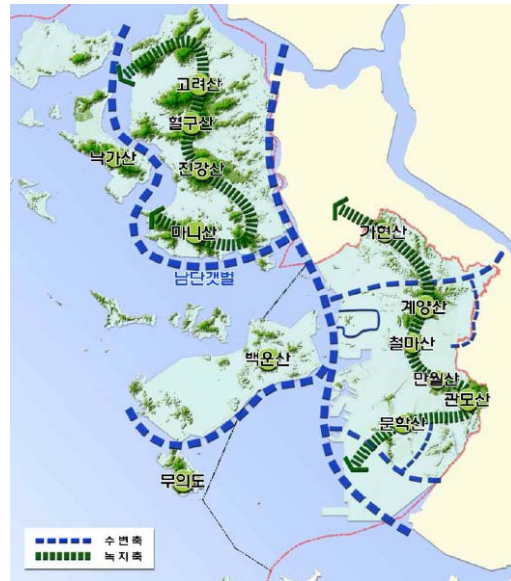 고려산
혈구산
낙가산
진강산
마니산
남단갯벌
가현산
계양산
철마산
백운산
만월산
관모산
문학산
무의도
수변축
녹지축